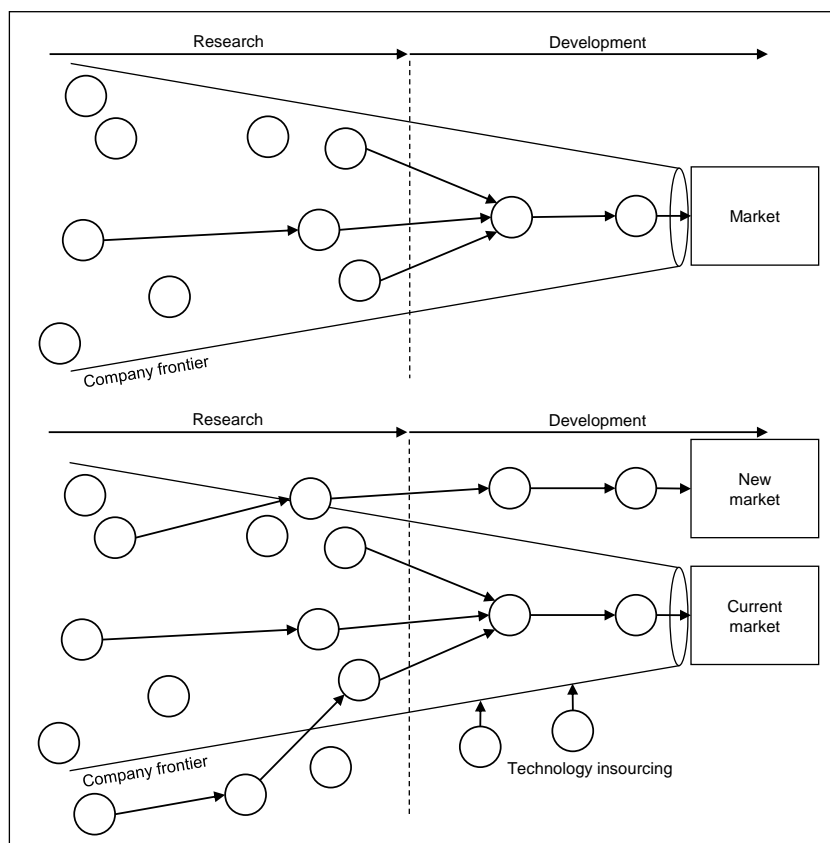 Research
Development
Market
Company frontier
Research
Development
New
market
Current
market
Company frontier
Technology insourcing